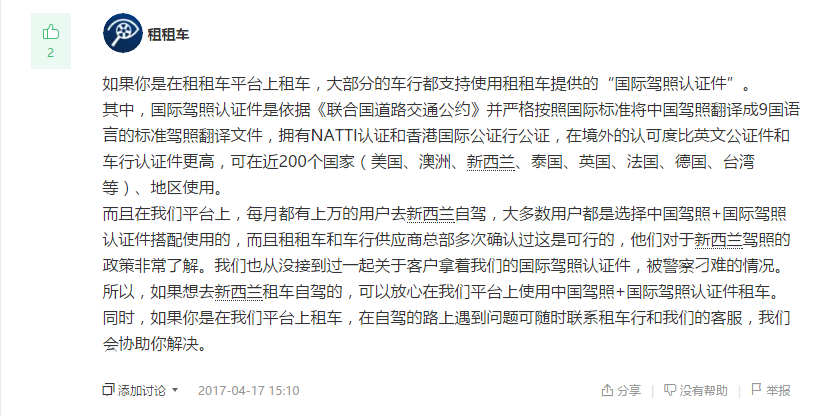 2
租租车
如果你是在租租车平台上租车，大部分的车行都支持使用租租车提供的“国际驾照认证件”。
其中，国际驾照认证件是依据《联合国道路交通公约》并严格按照国际标准将中国驾照翻译成9国语
言的标准驾照翻译文件，拥有NATTI认证和香港国际公证行公证，在境外的认可度比英文公证件和
车行认证件更高，可在近200个国家（美国、澳洲、新西兰、泰国、英国、法国、德国、台湾
等）、地区使用。
而且在我们平台上，每月都有上万的用户去新西兰自驾，大多数用户都是选择中国驾照+国际驾照
认证件搭配使用的，而且租租车和车行供应商总部多次确认过这是可行的，他们对于新西兰驾照的
政策非常了解。我们也从没接到过一起关于客户拿着我们的国际驾照认证件，被警察刁难的情况。
所以，如果想去新西兰租车自驾的，可以放心在我们平台上使用中国驾照+国际驾照认证件租车。
同时，如果你是在我们平台上租车，在自驾的路上遇到问题可随时联系租车行和我们的客服，我们
会协助你解决。
添加讨论 2017-04-17 15:10 分享 没有帮助 举报